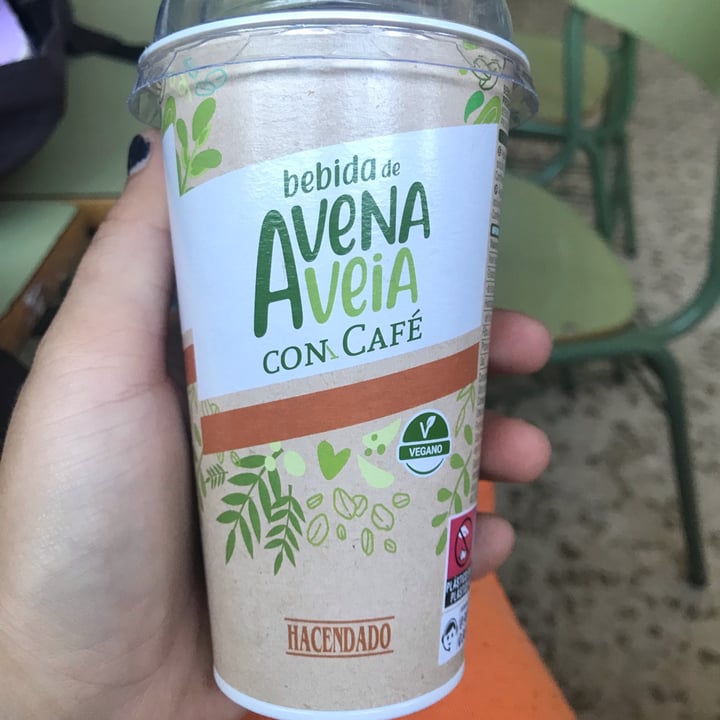 bebida de
AVENA
AVEIA
CON CAFÉ
VEGANO
HACENDADO